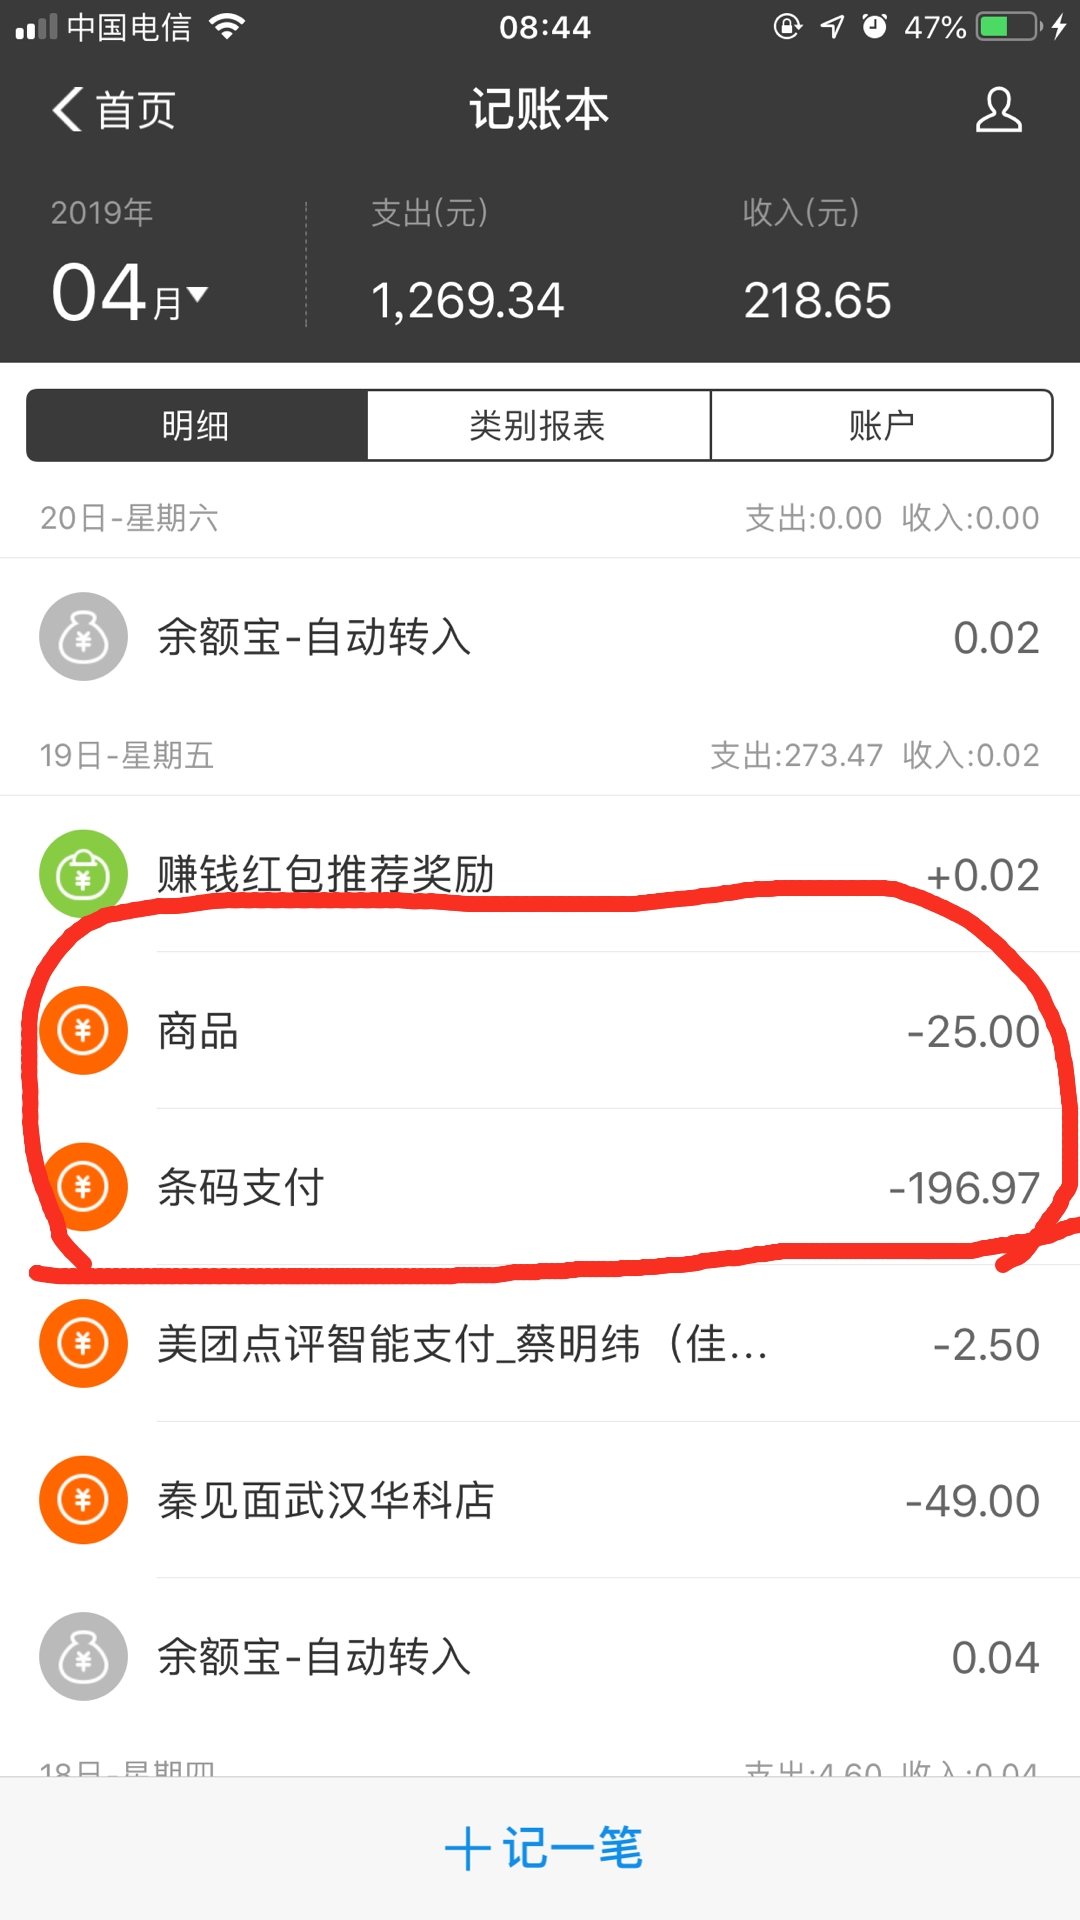 中国电信 08:44 47%
首页 记账本
2019年 支出(元) 收入(元)
04月 1,269.34 218.65
明细 类别报表 账户
20日-星期六 支出:0.00 收入:0.00
余额宝-自动转入 0.02
19日-星期五 支出:273.47 收入:0.02
赚钱红包推荐奖励 +0.02
商品 -25.00
条码支付 -196.97
美团点评智能支付_蔡明纬（佳... -2.50
秦见面武汉华科店 -49.00
余额宝-自动转入 0.04
18日-星期四 支出:4.60 收入:0.04
记一笔